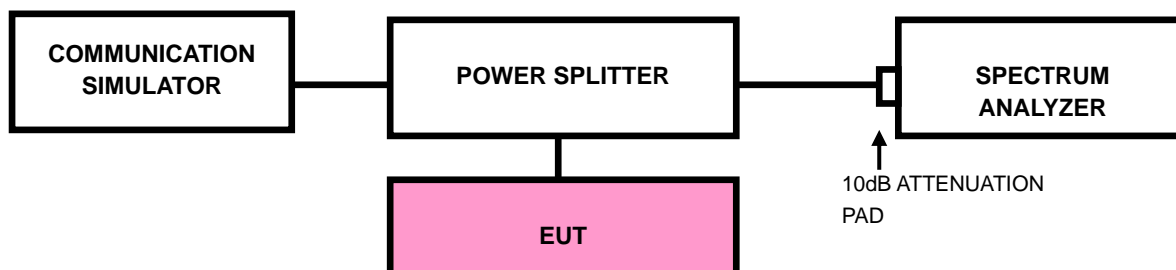 COMMUNICATION
SIMULATOR
POWER SPLITTER
SPECTRUM
ANALYZER
10dB ATTENUATION
PAD
EUT